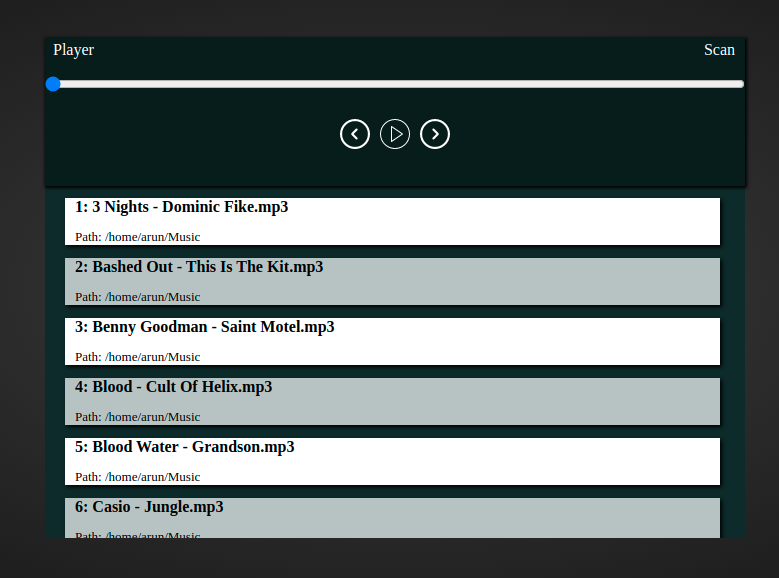 Player
Scan
1: 3 Nights - Dominic Fike.mp3
Path: /home/arun/Music
2: Bashed Out - This Is The Kit.mp3
Path: /home/arun/Music
3: Benny Goodman - Saint Motel.mp3
Path: /home/arun/Music
4: Blood - Cult Of Helix.mp3
Path: /home/arun/Music
5: Blood Water - Grandson.mp3
Path: /home/arun/Music
6: Casio - Jungle.mp3
Path: /home/arun/Music